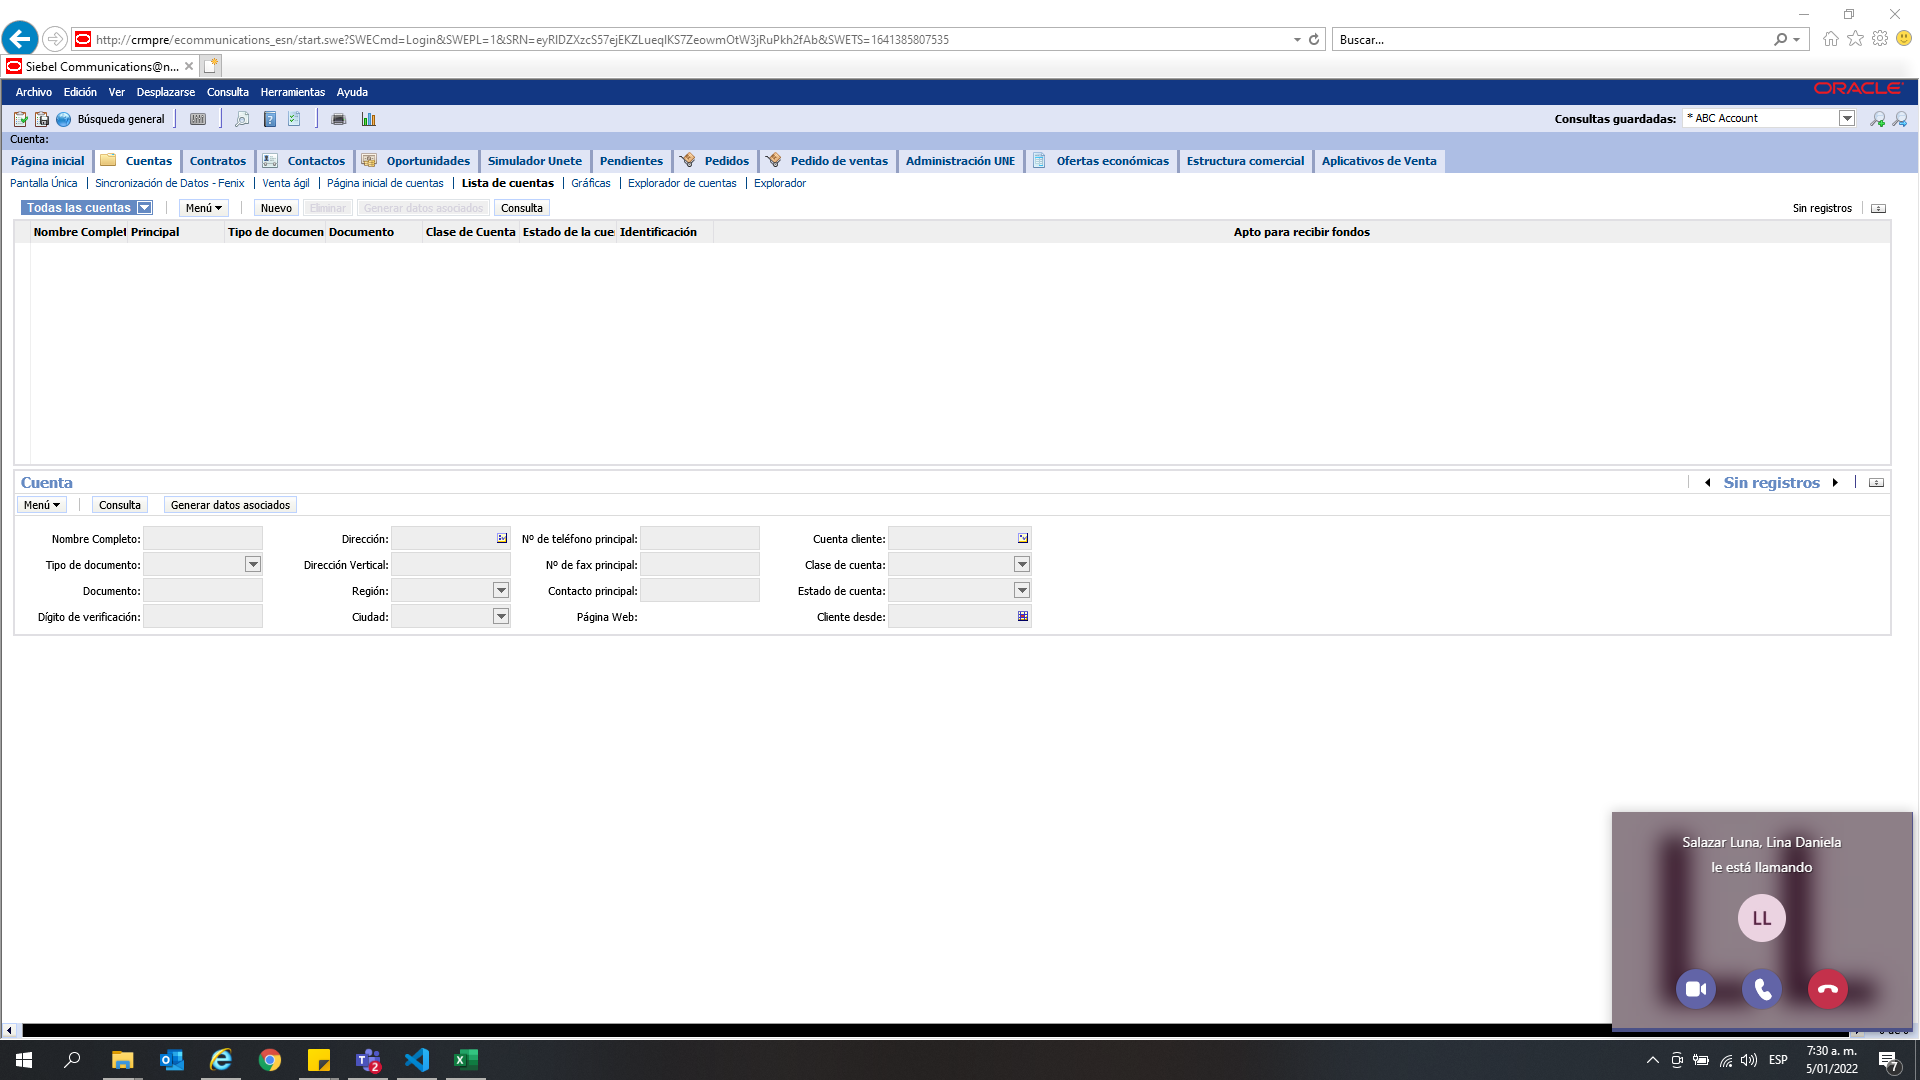 http://crmpre/ecommunications_esn/start.swe?SWECmd=Login&SWEPL=1&SRN=eyRIDZXzcS57ejEKZLueqIKS7ZeowmOtW3jRuPkh2fAb&SWETS=1641385807535
Buscar...
Siebel Communications@n...
Archivo Edición Ver Desplazarse Consulta Herramientas Ayuda
ORACLE
Búsqueda general
Consultas guardadas: * ABC Account
Cuenta:
Página inicial Cuentas Contratos Contactos Oportunidades Simulador Unete Pendientes Pedidos Pedido de ventas Administración UNE Ofertas económicas Estructura comercial Aplicativos de Venta
Pantalla Única Sincronización de Datos - Fenix Venta ágil Página inicial de cuentas Lista de cuentas Gráficas Explorador de cuentas Explorador
Todas las cuentas Menú Nuevo Eliminar Generar datos asociados Consulta Sin registros
Nombre Complet Principal Tipo de documen Documento Clase de Cuenta Estado de la cue Identificación Apto para recibir fondos
Cuenta Sin registros
Menú Consulta Generar datos asociados
Nombre Completo: Dirección: Nº de teléfono principal: Cuenta cliente:
Tipo de documento: Dirección Vertical: Nº de fax principal: Clase de cuenta:
Documento: Región: Contacto principal: Estado de cuenta:
Dígito de verificación: Ciudad: Página Web: Cliente desde:
Salazar Luna, Lina Daniela
le está llamando
LL
ESP
7:30 a. m.
5/01/2022
2
7